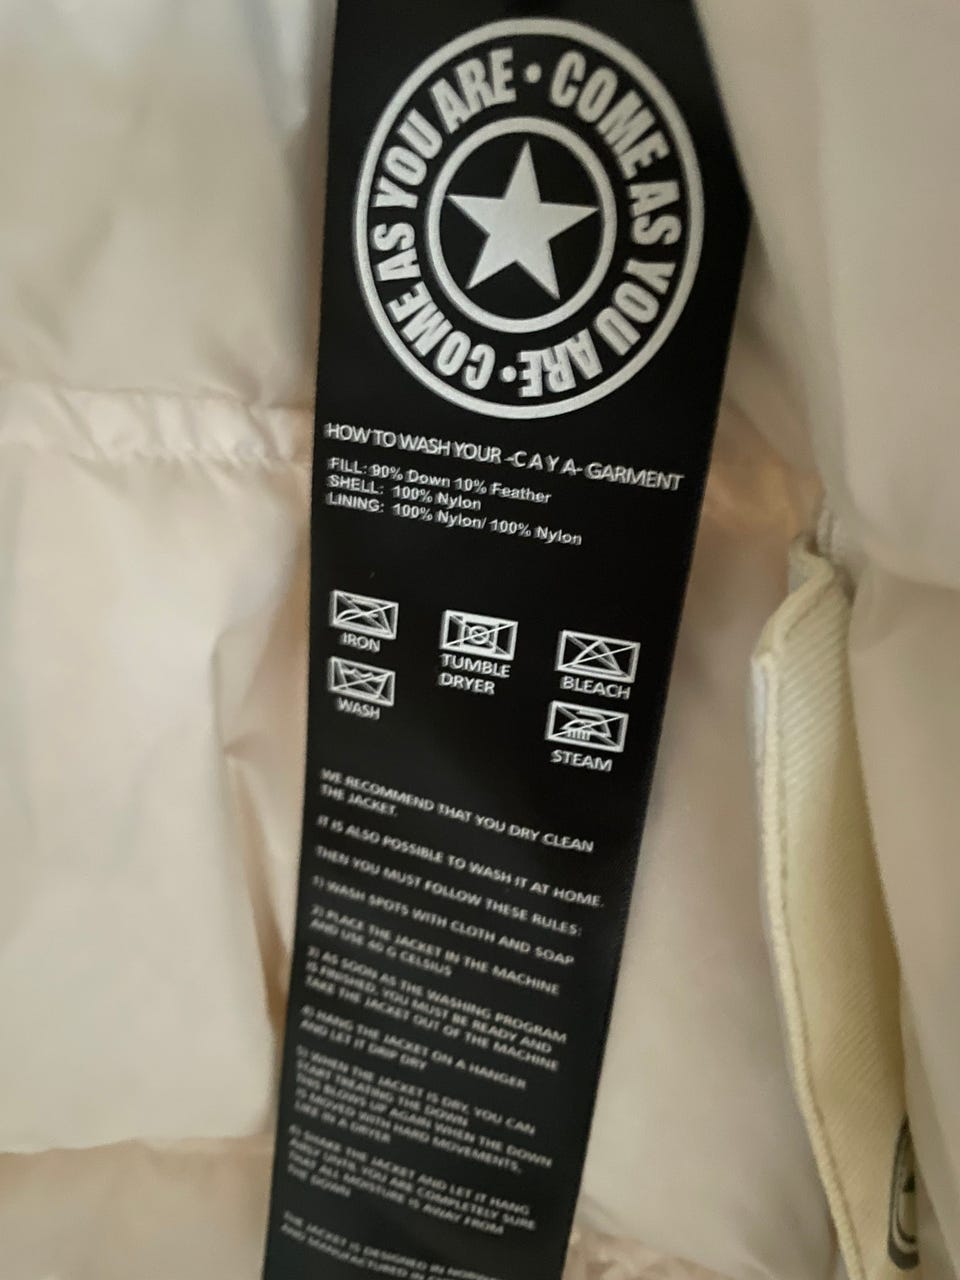 COME AS YOU ARE • COME AS YOU ARE •
HOW TO WASH YOUR -C A Y A- GARMENT
FILL: 90% Down 10% Feather
SHELL: 100% Nylon
LINING: 100% Nylon/ 100% Nylon
IRON
TUMBLE
DRYER
BLEACH
WASH
STEAM
WE RECOMMEND THAT YOU DRY CLEAN
THE JACKET.
IT IS ALSO POSSIBLE TO WASH IT AT HOME.
THEN YOU MUST FOLLOW THESE RULES:
1) WASH SPOTS WITH CLOTH AND SOAP
2) PLACE THE JACKET IN THE MACHINE
AND USE 40 G CELSIUS
3) AS SOON AS THE WASHING PROGRAM
IS FINISHED. YOU MUST BE READY AND
TAKE THE JACKET OUT OF THE MACHINE
4) HANG THE JACKET ON A HANGER
AND LET IT DRIP DRY
5) WHEN THE JACKET IS DRY, YOU CAN
START TREATING THE DOWN
THIS BLOWS UP AGAIN WHEN THE DOWN
IS MOVED WITH HARD MOVEMENTS,
LIKE IN A DRYER
6) SHAKE THE JACKET AND LET IT HANG
UNTIL YOU ARE COMPLETELY SURE
THAT ALL MOISTURE IS AWAY FROM
THE DOWN
THE JACKET IS DESIGNED IN
AND MANUFACTURED IN